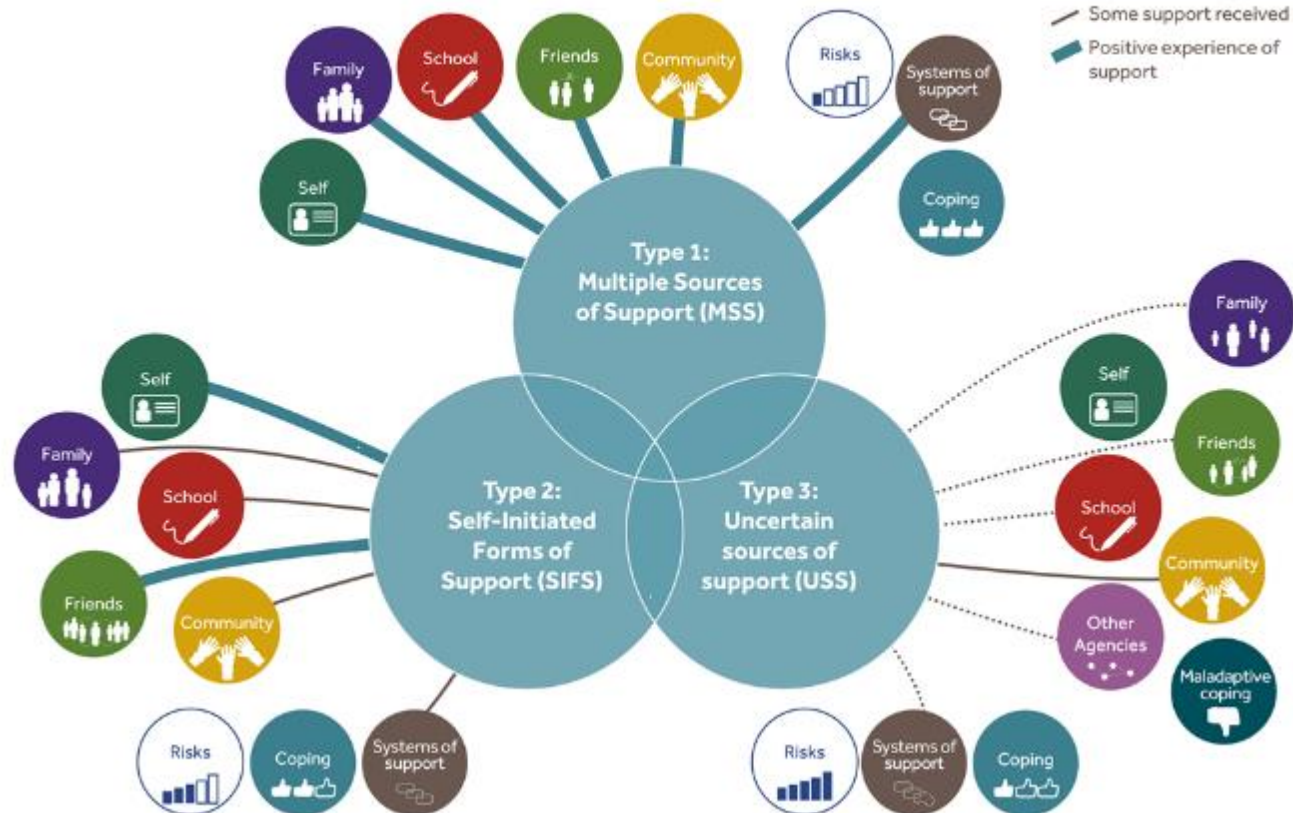 Some support received
Positive experience of
support
Family
School
Friends
Community
Risks
Systems of
support
Self
Coping
Type 1:
Multiple Sources
of Support (MSS)
Self
Family
School
Friends
Community
Type 2:
Self-Initiated
Forms of
Support (SIFS)
Risks
Coping
Systems of
support
Type 3:
Uncertain
sources of
support (USS)
Family
Self
Friends
School
Community
Other
Agencies
Maladaptive
coping
Risks
Systems of
support
Coping